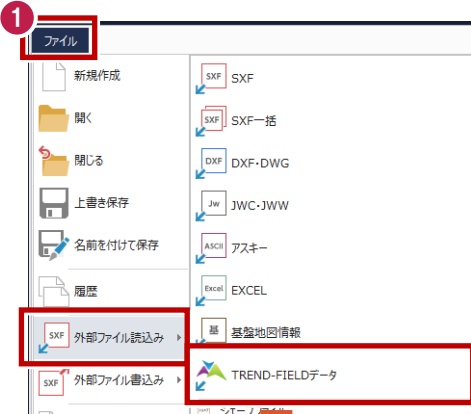 1
ファイル
新規作成
開く
閉じる
上書き保存
名前を付けて保存
履歴
SXF 外部ファイル読込み
SXF 外部ファイル書込み
SXF SXF
SXF SXF一括
DXF DXF・DWG
Jw JWC・JWW
ASCII アスキー
Excel EXCEL
基 基盤地図情報
TREND-FIELDデータ